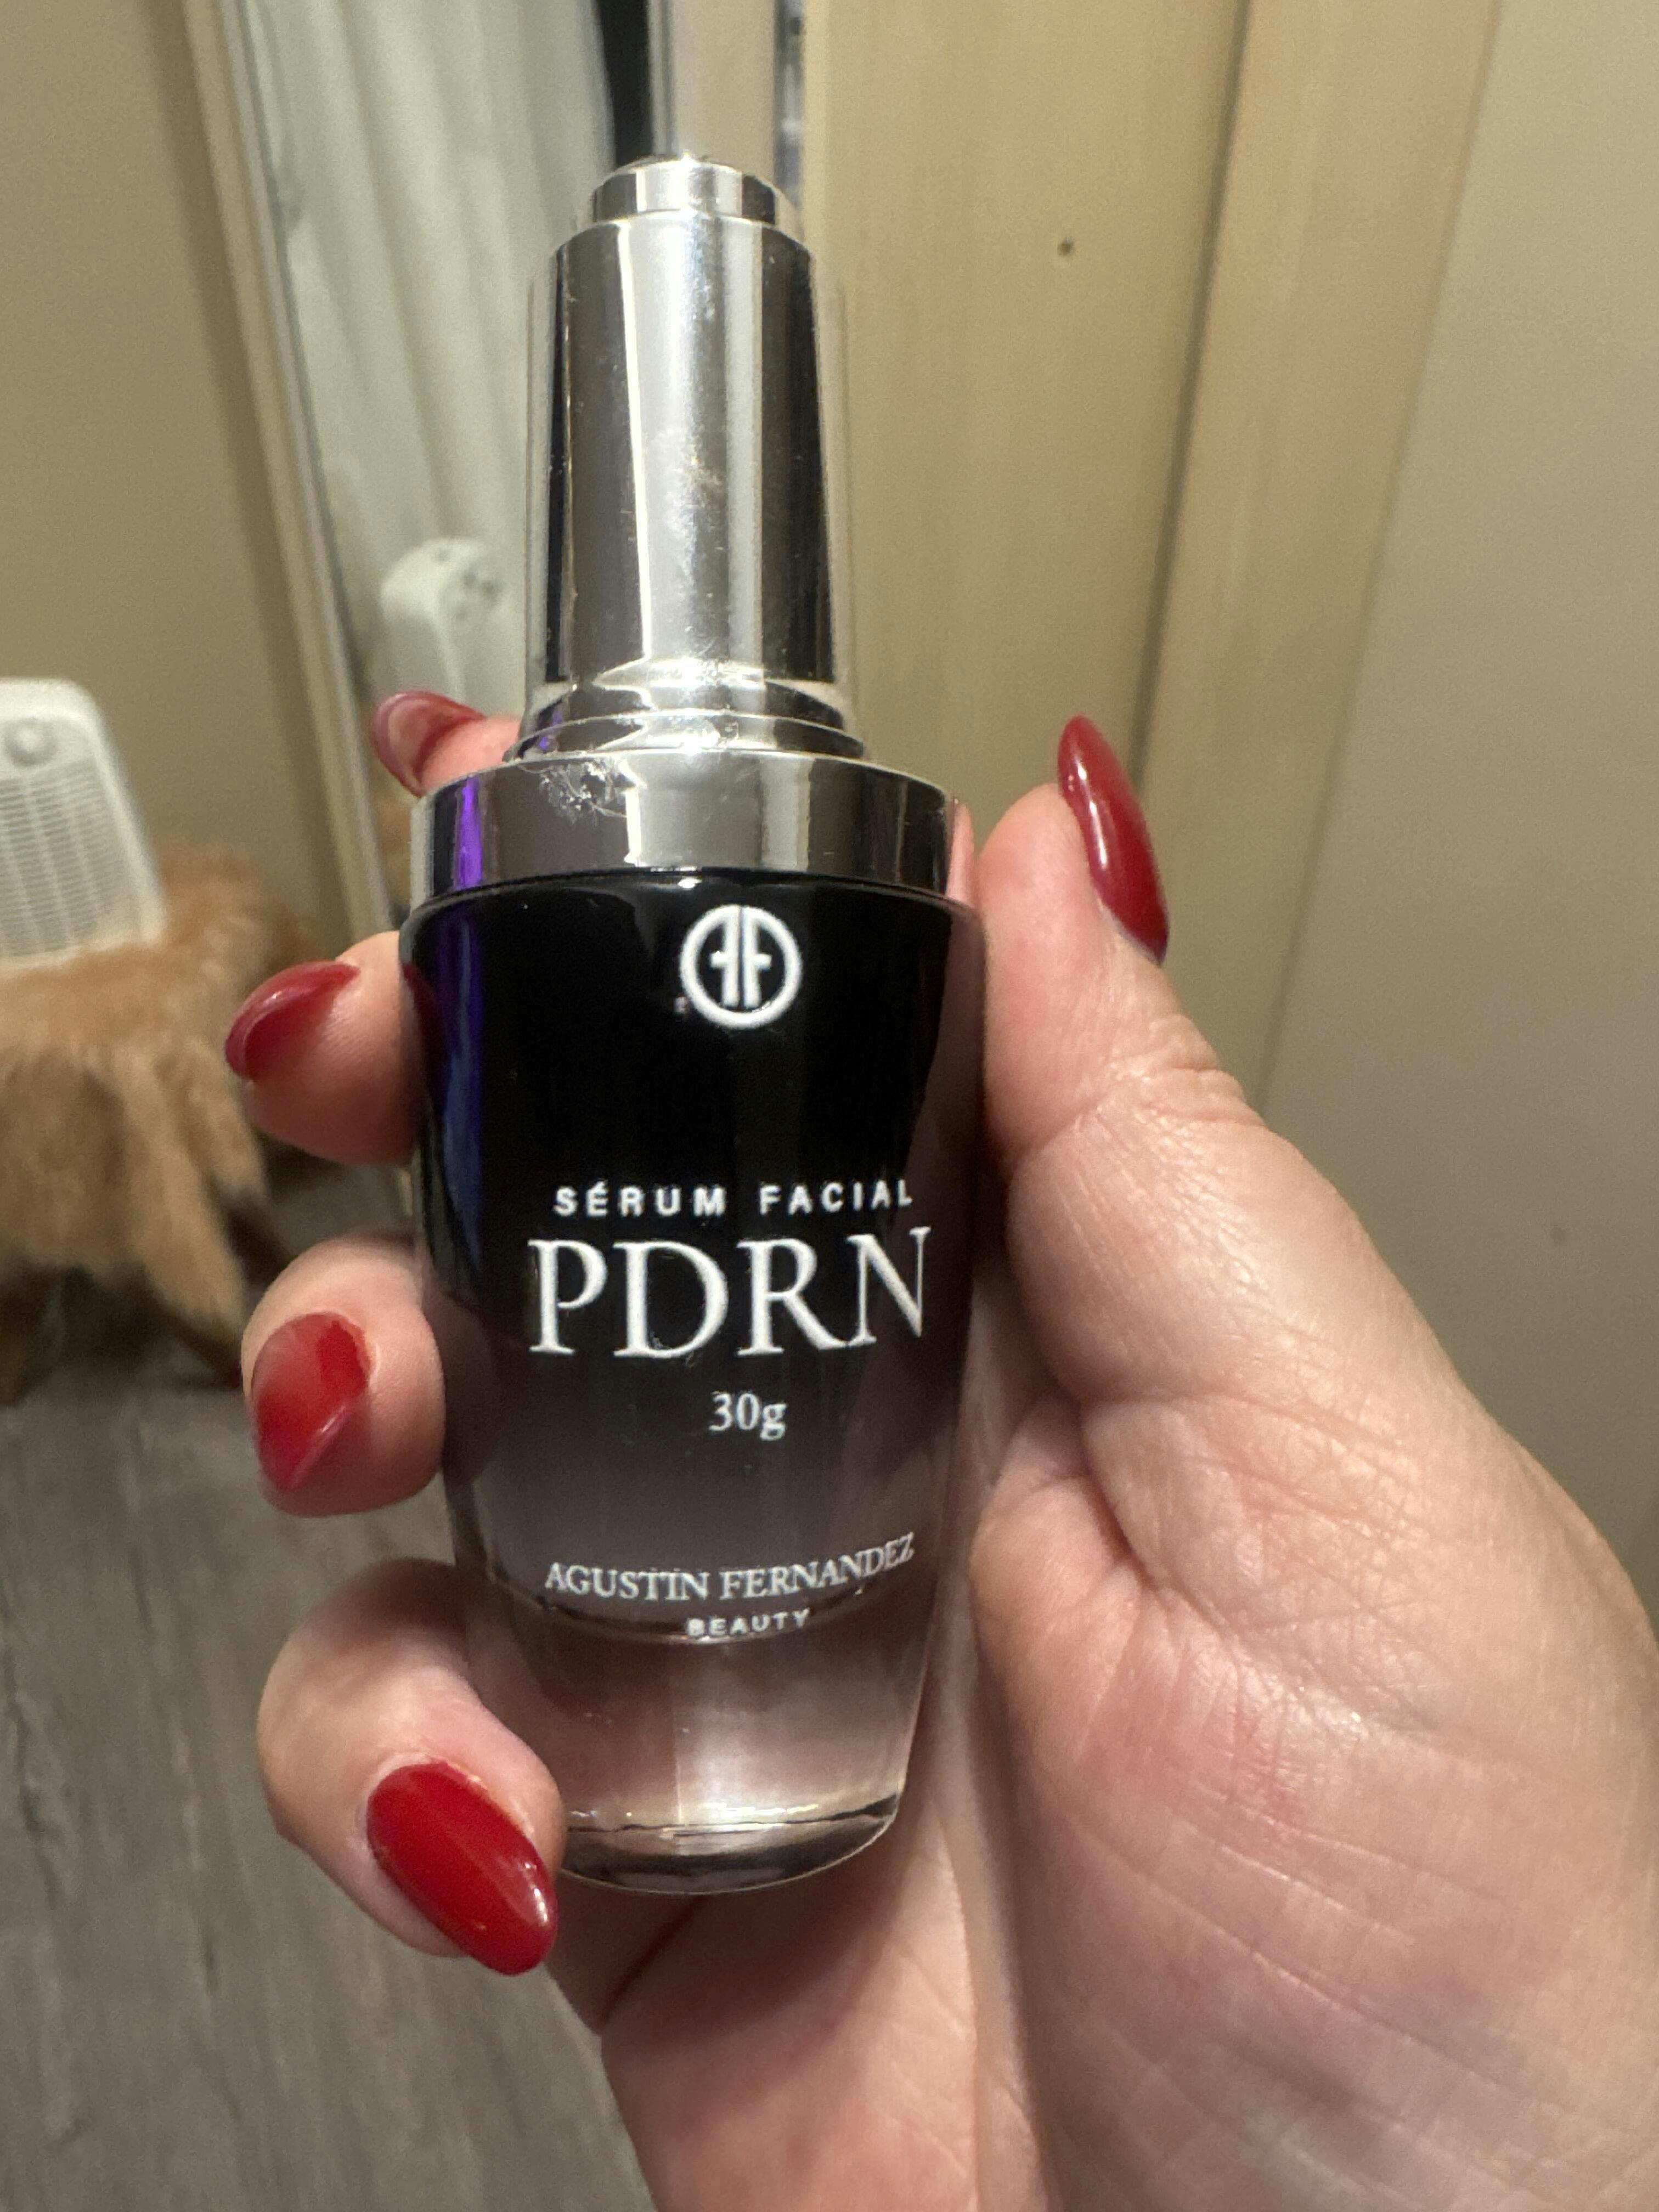 SÉRUM FACIAL
PDRN
30g
AGUSTIN FERNANDEZ
BEAUTY